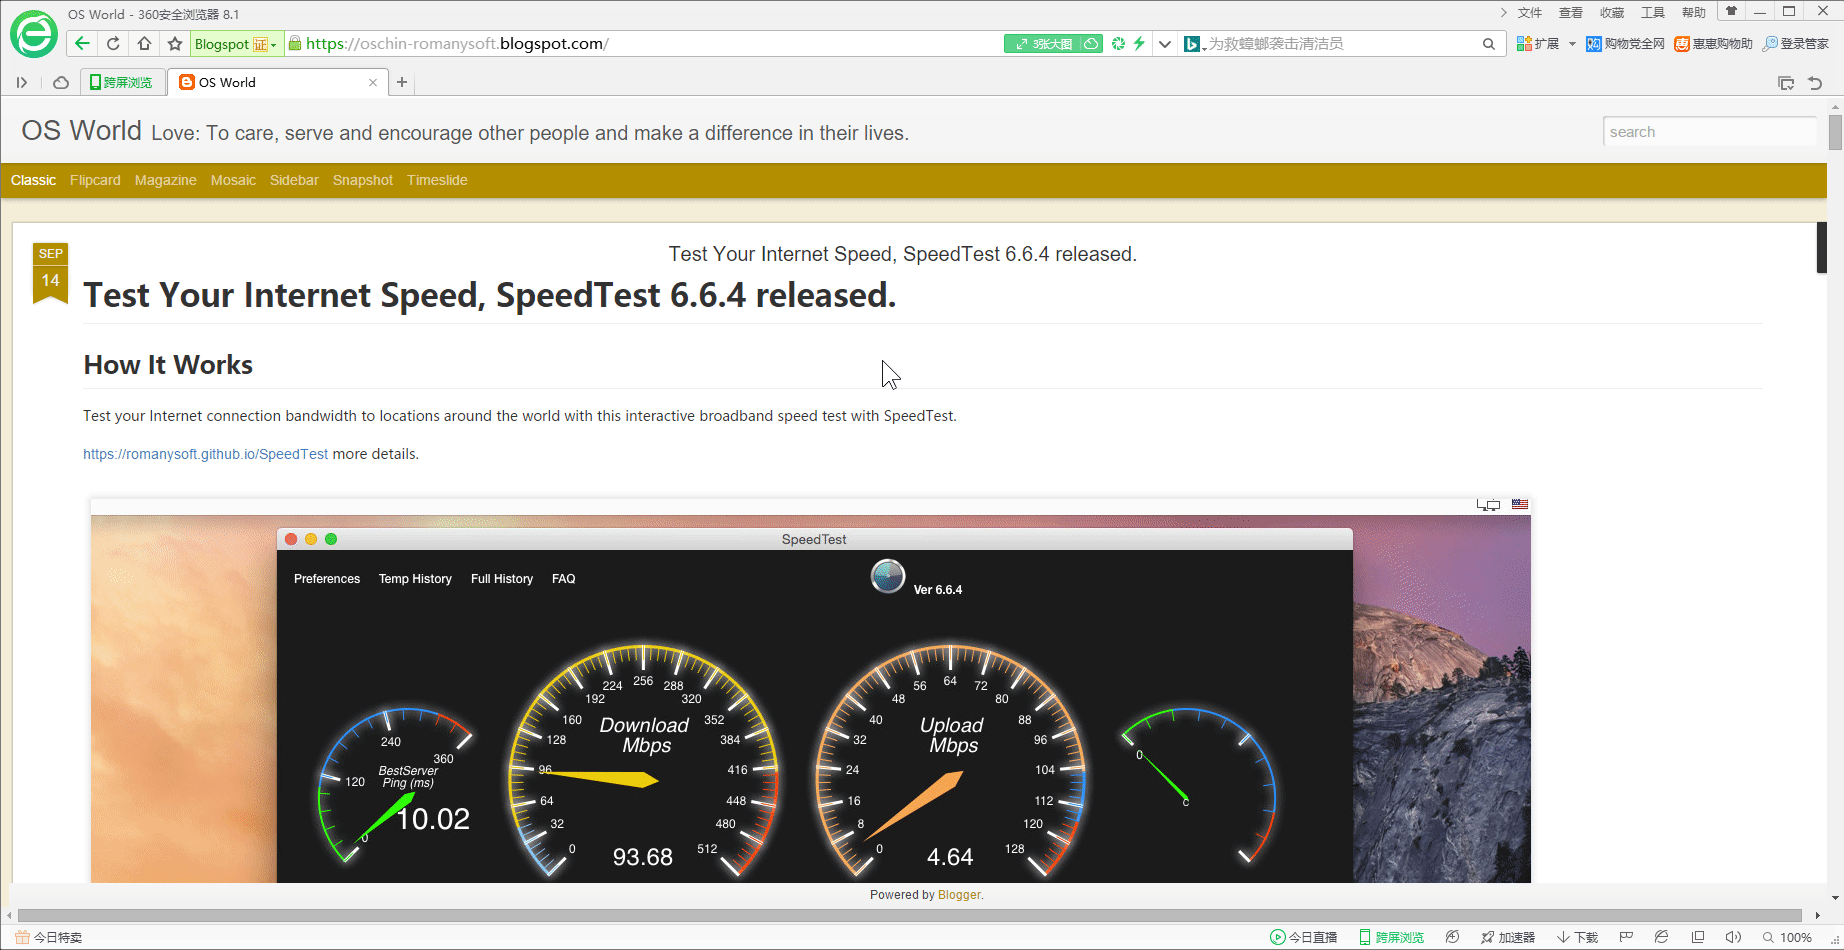 OS World - 360安全浏览器 8.1
文件 查看 收藏 工具 帮助
Blogspot 证
https://oschin-romanysoft.blogspot.com/
3张大图
为救蟑螂袭击清洁员
扩展 购物党全网 惠惠购物助 登录管家
跨屏浏览
OS World
OS World Love: To care, serve and encourage other people and make a difference in their lives.
search
Classic Flipcard Magazine Mosaic Sidebar Snapshot Timeslide
SEP
14
Test Your Internet Speed, SpeedTest 6.6.4 released.
Test Your Internet Speed, SpeedTest 6.6.4 released.
How It Works
Test your Internet connection bandwidth to locations around the world with this interactive broadband speed test with SpeedTest.
https://romanysoft.github.io/SpeedTest more details.
SpeedTest
Preferences Temp History Full History FAQ
Ver 6.6.4
0 120 240 360
BestServer
Ping (ms)
10.02
0 32 64 96 128 160 192 224 256 288 320 352 384 416 448 480 512
Download
Mbps
93.68
0 8 16 24 32 40 48 56 64 72 80 88 96 104 112 120 128
Upload
Mbps
4.64
0
C
Powered by Blogger.
今日特卖
今日直播 跨屏浏览 加速器 下载 100%